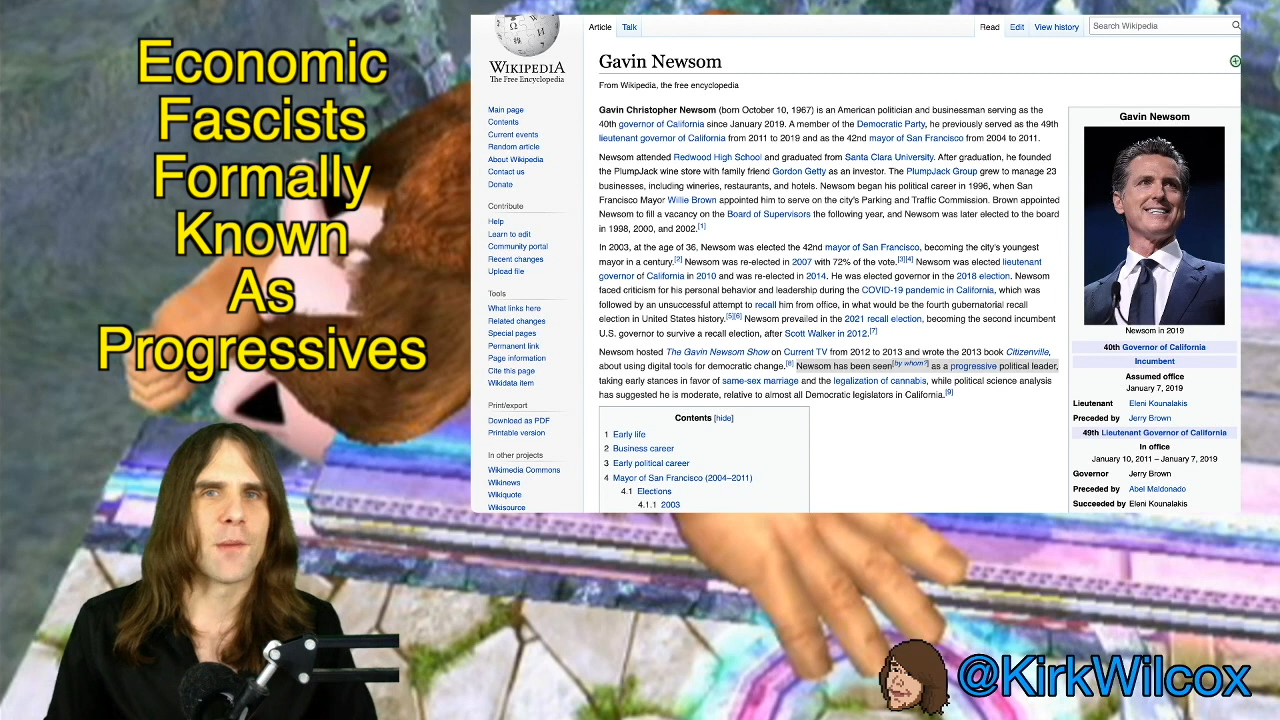 Economic
Fascists
Formally
Known
As
Progressives
WIKIPEDIA
The Free Encyclopedia
Main page
Contents
Current events
Random article
About Wikipedia
Contact us
Donate
Contribute
Help
Learn to edit
Community portal
Recent changes
Upload file
Tools
What links here
Related changes
Special pages
Permanent link
Page information
Cite this page
Wikidata item
Print/export
Download as PDF
Printable version
In other projects
Wikimedia Commons
Wikinews
Wikiquote
Wikisource
Article Talk
Read Edit View history Search Wikipedia
Gavin Newsom
From Wikipedia, the free encyclopedia
Gavin Christopher Newsom (born October 10, 1967) is an American politician and businessman serving as the
40th governor of California since January 2019. A member of the Democratic Party, he previously served as the 49th
lieutenant governor of California from 2011 to 2019 and as the 42nd mayor of San Francisco from 2004 to 2011.
Newsom attended Redwood High School and graduated from Santa Clara University. After graduation, he founded
the PlumpJack wine store with family friend Gordon Getty as an investor. The PlumpJack Group grew to manage 23
businesses, including wineries, restaurants, and hotels. Newsom began his political career in 1996, when San
Francisco Mayor Willie Brown appointed him to serve on the city's Parking and Traffic Commission. Brown appointed
Newsom to fill a vacancy on the Board of Supervisors the following year, and Newsom was later elected to the board
in 1998, 2000, and 2002.[1]
In 2003, at the age of 36, Newsom was elected the 42nd mayor of San Francisco, becoming the city's youngest
mayor in a century.[2] Newsom was re-elected in 2007 with 72% of the vote.[3][4] Newsom was elected lieutenant
governor of California in 2010 and was re-elected in 2014. He was elected governor in the 2018 election. Newsom
faced criticism for his personal behavior and leadership during the COVID-19 pandemic in California, which was
followed by an unsuccessful attempt to recall him from office, in what would be the fourth gubernatorial recall
election in United States history.[5][6] Newsom prevailed in the 2021 recall election, becoming the second incumbent
U.S. governor to survive a recall election, after Scott Walker in 2012.[7]
Newsom hosted The Gavin Newsom Show on Current TV from 2012 to 2013 and wrote the 2013 book Citizenville,
about using digital tools for democratic change.[8] Newsom has been seen[by whom?] as a progressive political leader,
taking early stances in favor of same-sex marriage and the legalization of cannabis, while political science analysis
has suggested he is moderate, relative to almost all Democratic legislators in California.[9]
Contents [hide]
1 Early life
2 Business career
3 Early political career
4 Mayor of San Francisco (2004–2011)
4.1 Elections
4.1.1 2003
Gavin Newsom
Newsom in 2019
40th Governor of California
Incumbent
Assumed office
January 7, 2019
Lieutenant Eleni Kounalakis
Preceded by Jerry Brown
49th Lieutenant Governor of California
In office
January 10, 2011 – January 7, 2019
Governor Jerry Brown
Preceded by Abel Maldonado
Succeeded by Eleni Kounalakis
@KirkWilcox